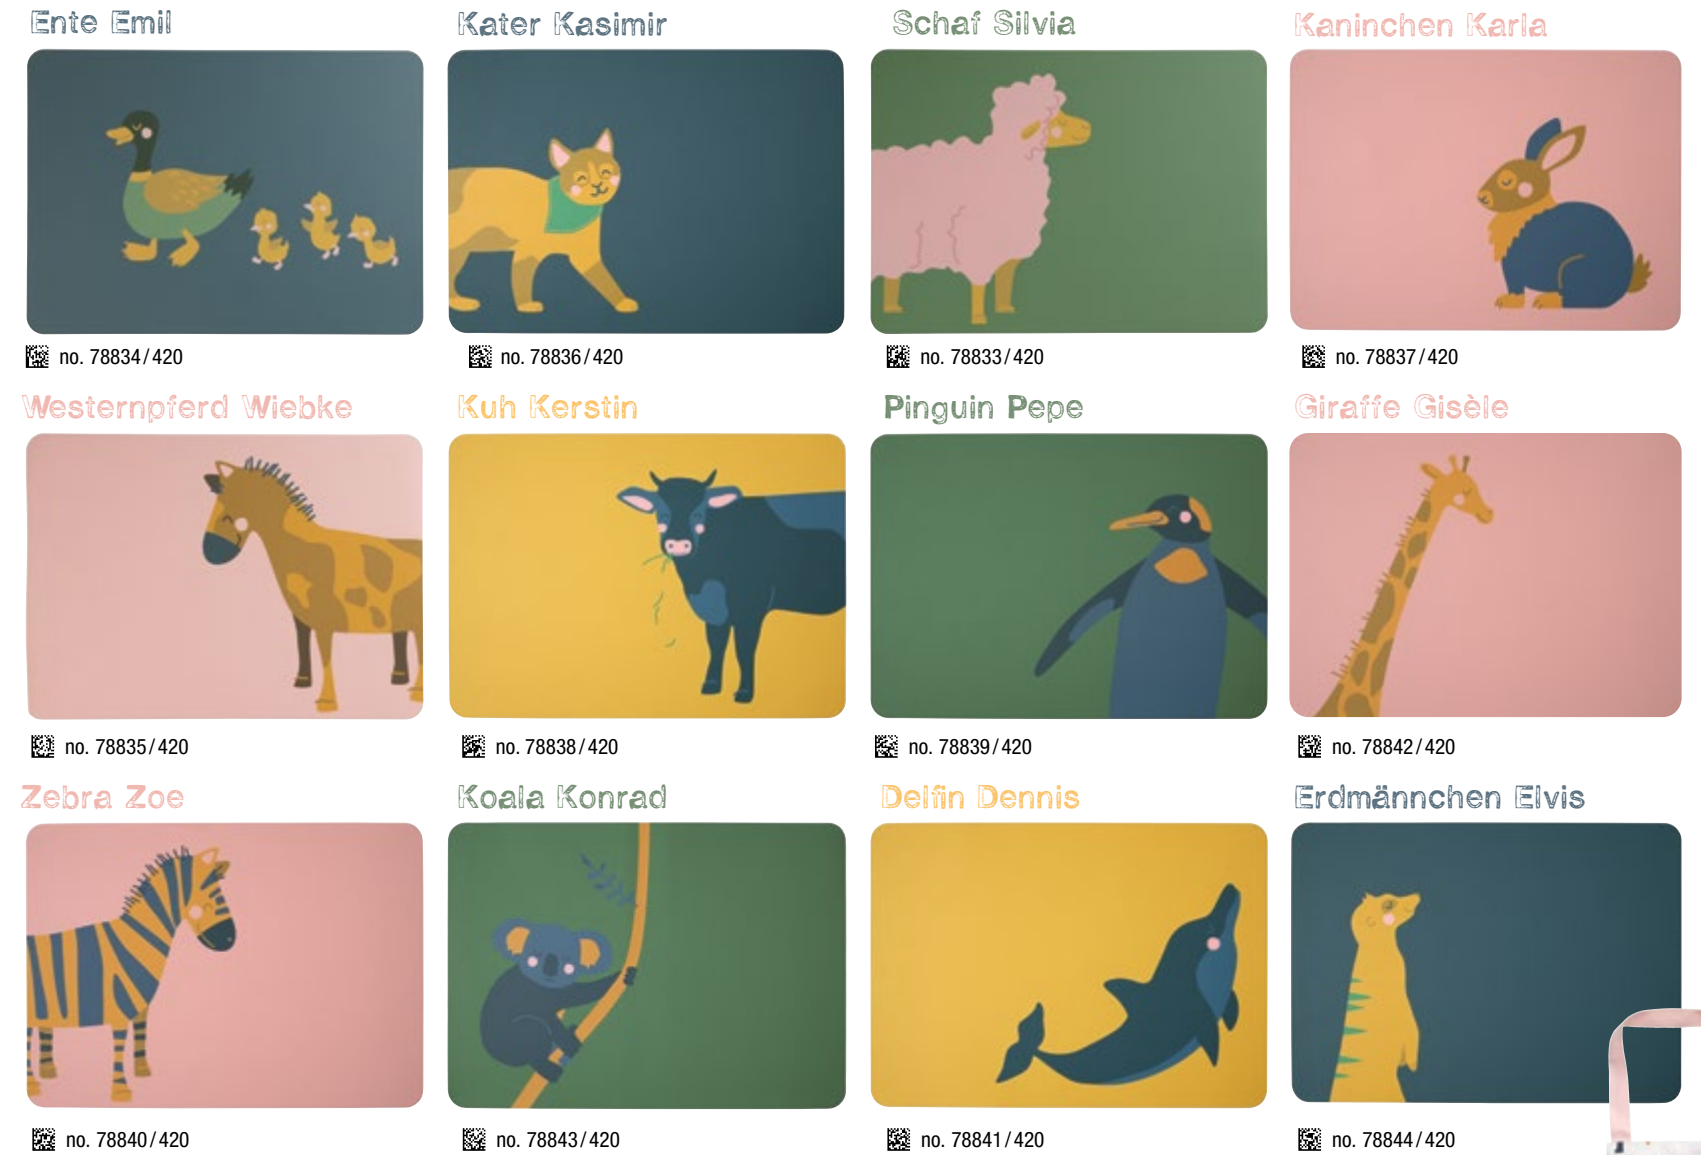 Ente Emil
Kater Kasimir
Schaf Silvia
Kaninchen Karla
no. 78834/420
no. 78836/420
no. 78833/420
no. 78837/420
Westernpferd Wiebke
Kuh Kerstin
Pinguin Pepe
Giraffe Gisèle
no. 78835/420
no. 78838/420
no. 78839/420
no. 78842/420
Zebra Zoe
Koala Konrad
Delfin Dennis
Erdmännchen Elvis
no. 78840/420
no. 78843/420
no. 78841/420
no. 78844/420